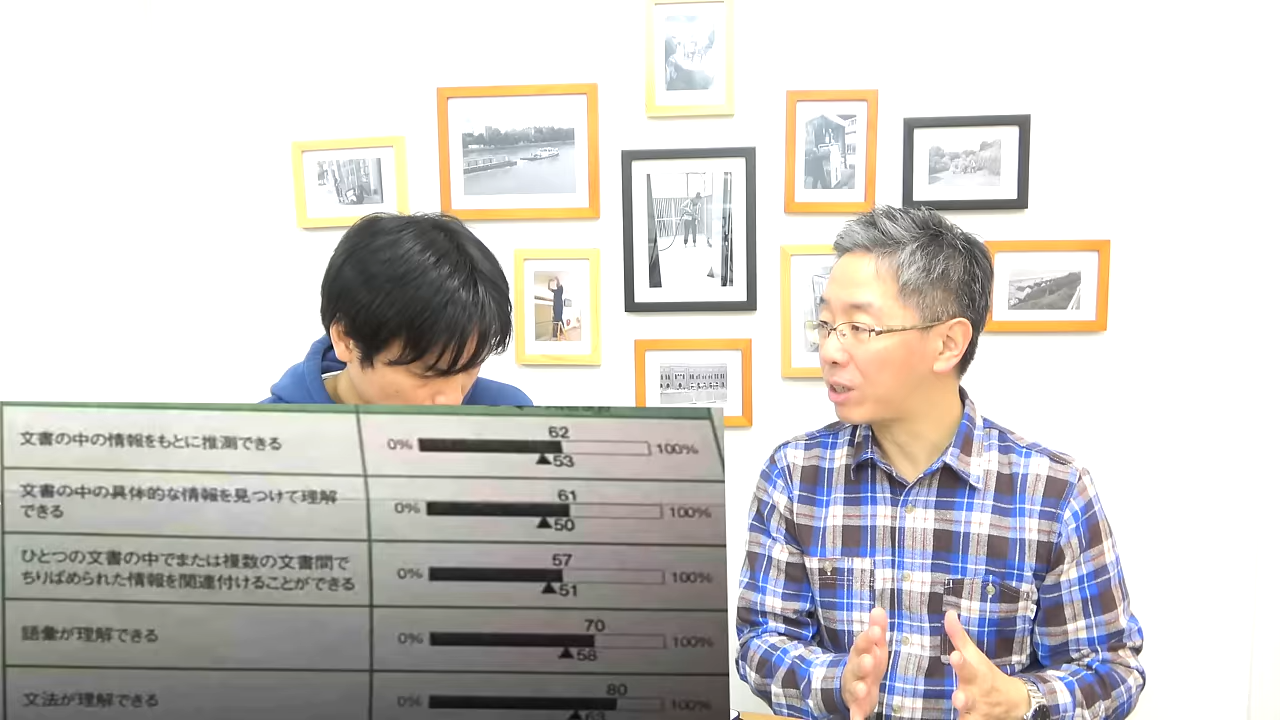 文書の中の情報をもとに推測できる
0% 62 100%
▲53
文書の中の具体的な情報を見つけて理解
できる
0% 61 100%
▲50
ひとつの文書の中でまたは複数の文書間で
ちりばめられた情報を関連付けることができる
0% 57 100%
▲51
語彙が理解できる
0% 70 100%
▲58
文法が理解できる
0% 80 100%
▲63